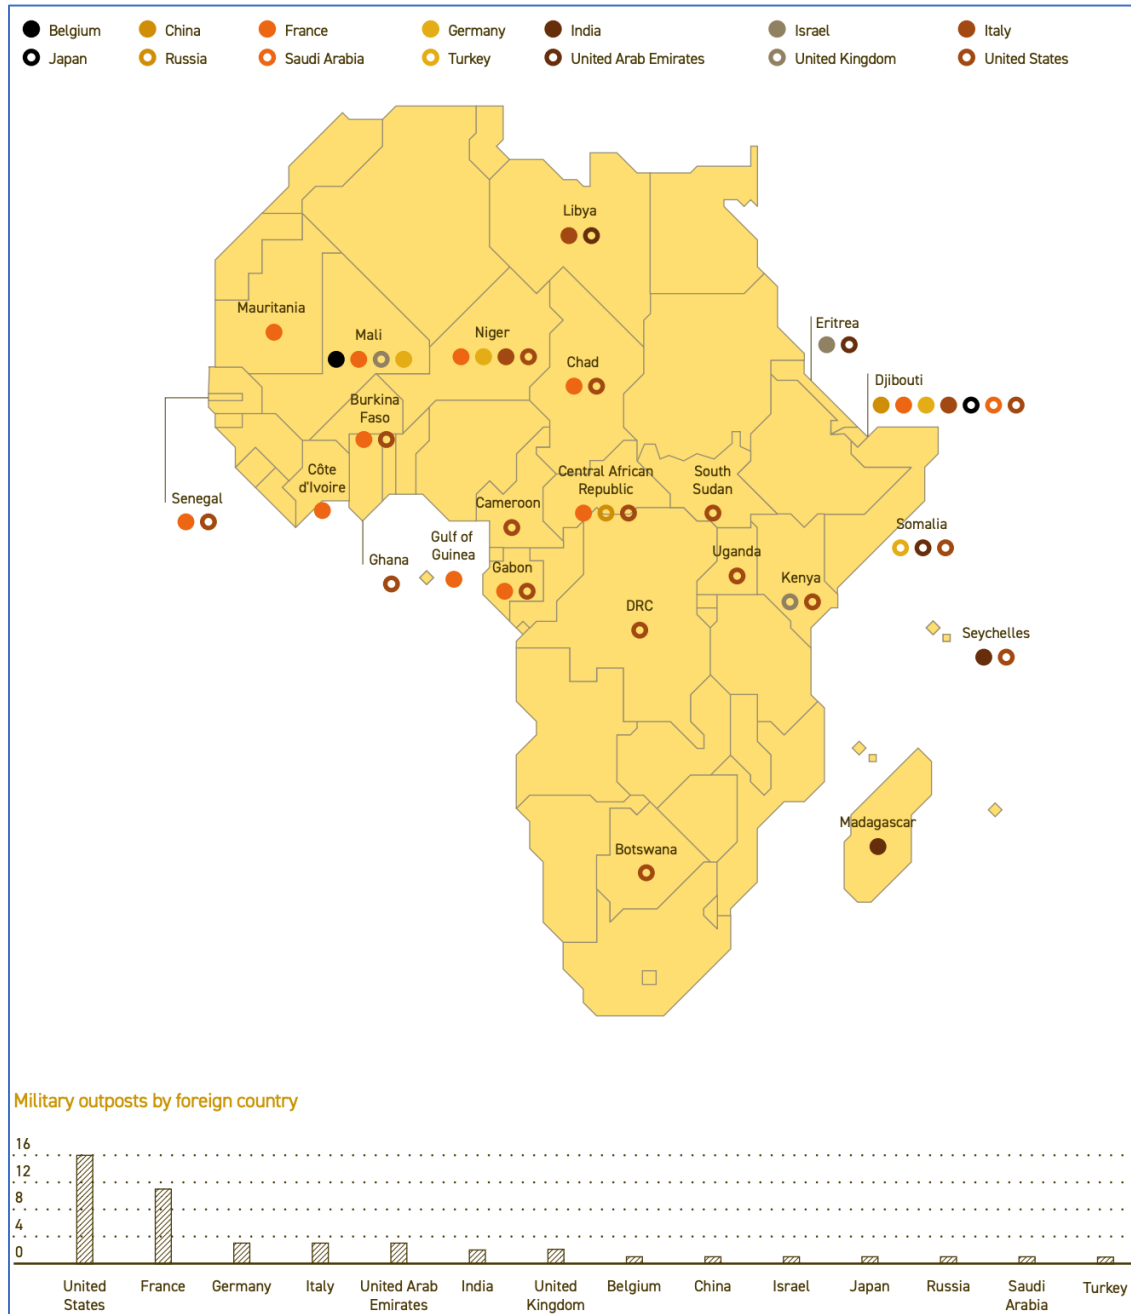 Belgium China France Germany India Israel Italy
Japan Russia Saudi Arabia Turkey United Arab Emirates United Kingdom United States
Libya
Mauritania
Mali
Niger
Chad
Eritrea
Djibouti
Burkina
Faso
Côte
d'Ivoire
Senegal
Central African
Republic
South
Sudan
Cameroon
Somalia
Gulf of
Guinea
Ghana
Gabon
Uganda
Kenya
DRC
Seychelles
Madagascar
Botswana
Military outposts by foreign country
16
12
8
4
0
United
States
France
Germany
Italy
United Arab
Emirates
India
United
Kingdom
Belgium
China
Israel
Japan
Russia
Saudi
Arabia
Turkey